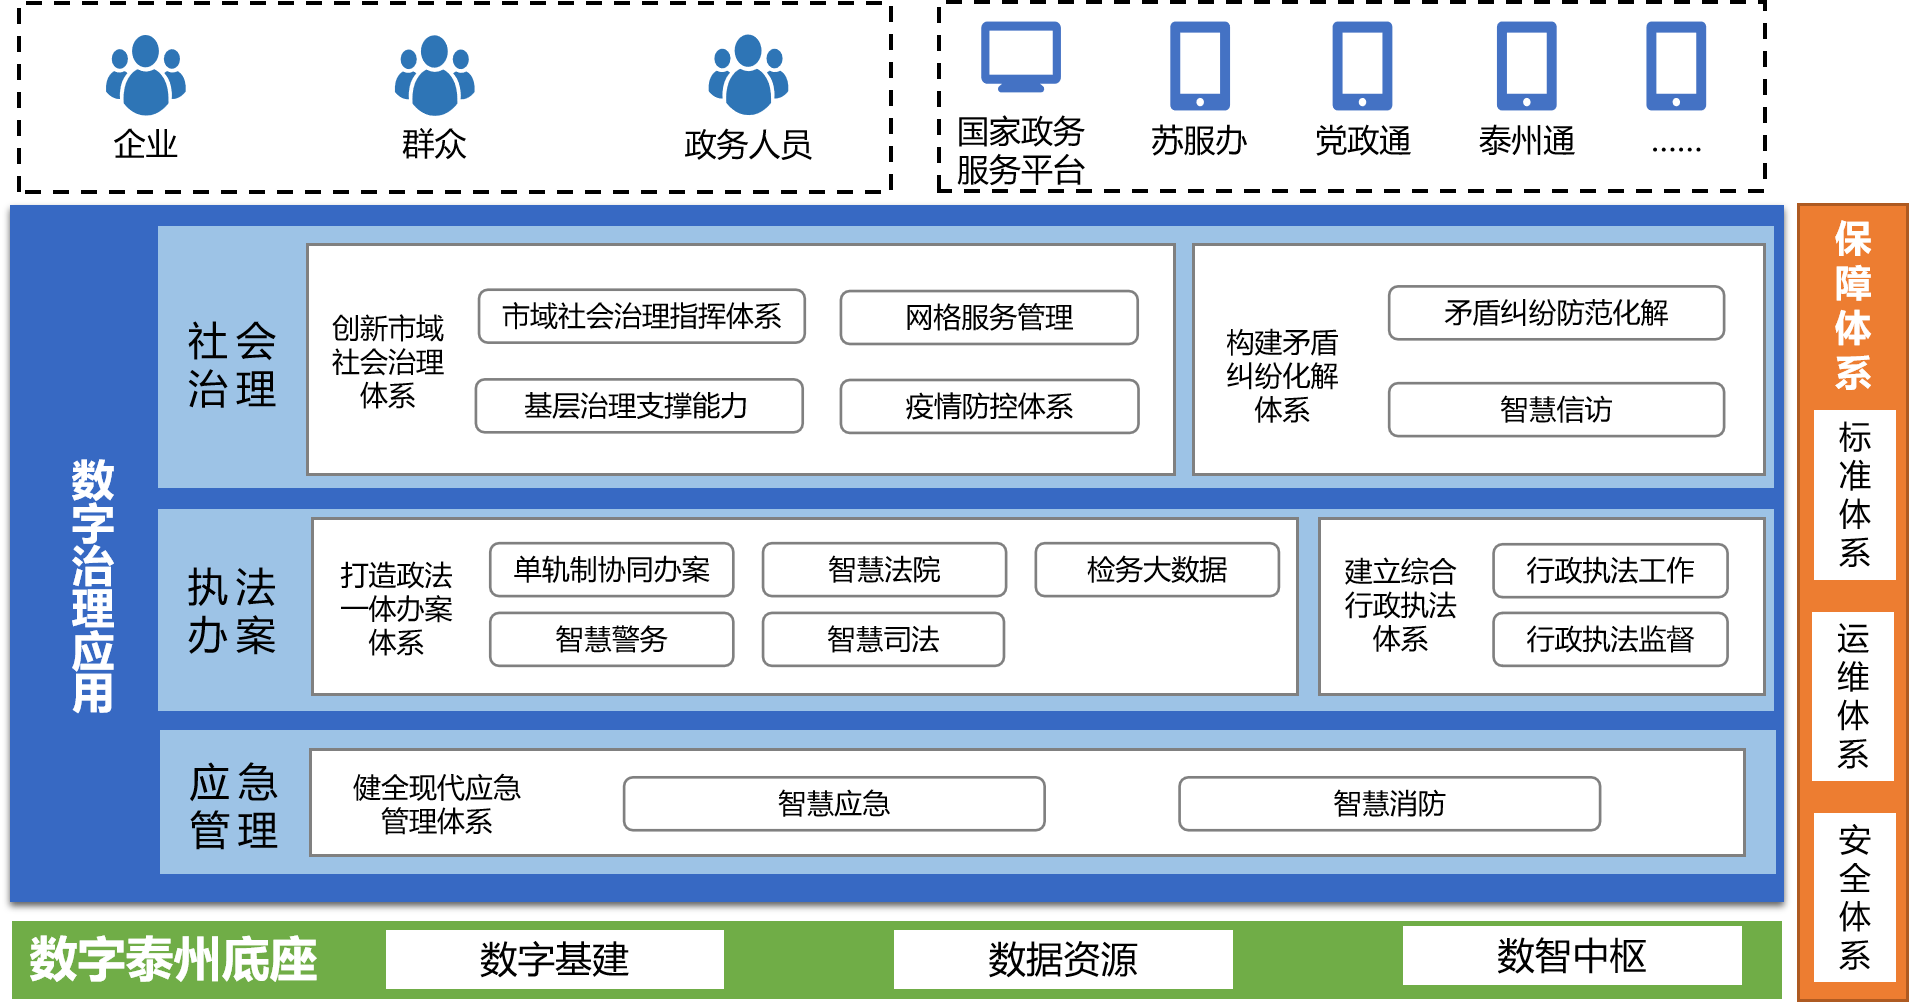 企业
群众
政务人员
国家政务
服务平台
苏服办
党政通
泰州通
······
数字治理应用
社会
治理
创新市域
社会治理
体系
市域社会治理指挥体系
网格服务管理
基层治理支撑能力
疫情防控体系
构建矛盾
纠纷化解
体系
矛盾纠纷防范化解
智慧信访
执法
办案
打造政法
一体办案
体系
单轨制协同办案
智慧法院
检务大数据
智慧警务
智慧司法
建立综合
行政执法
体系
行政执法工作
行政执法监督
应急
管理
健全现代应急
管理体系
智慧应急
智慧消防
数字泰州底座
数字基建
数据资源
数智中枢
保障体系
标准体系
运维体系
安全体系